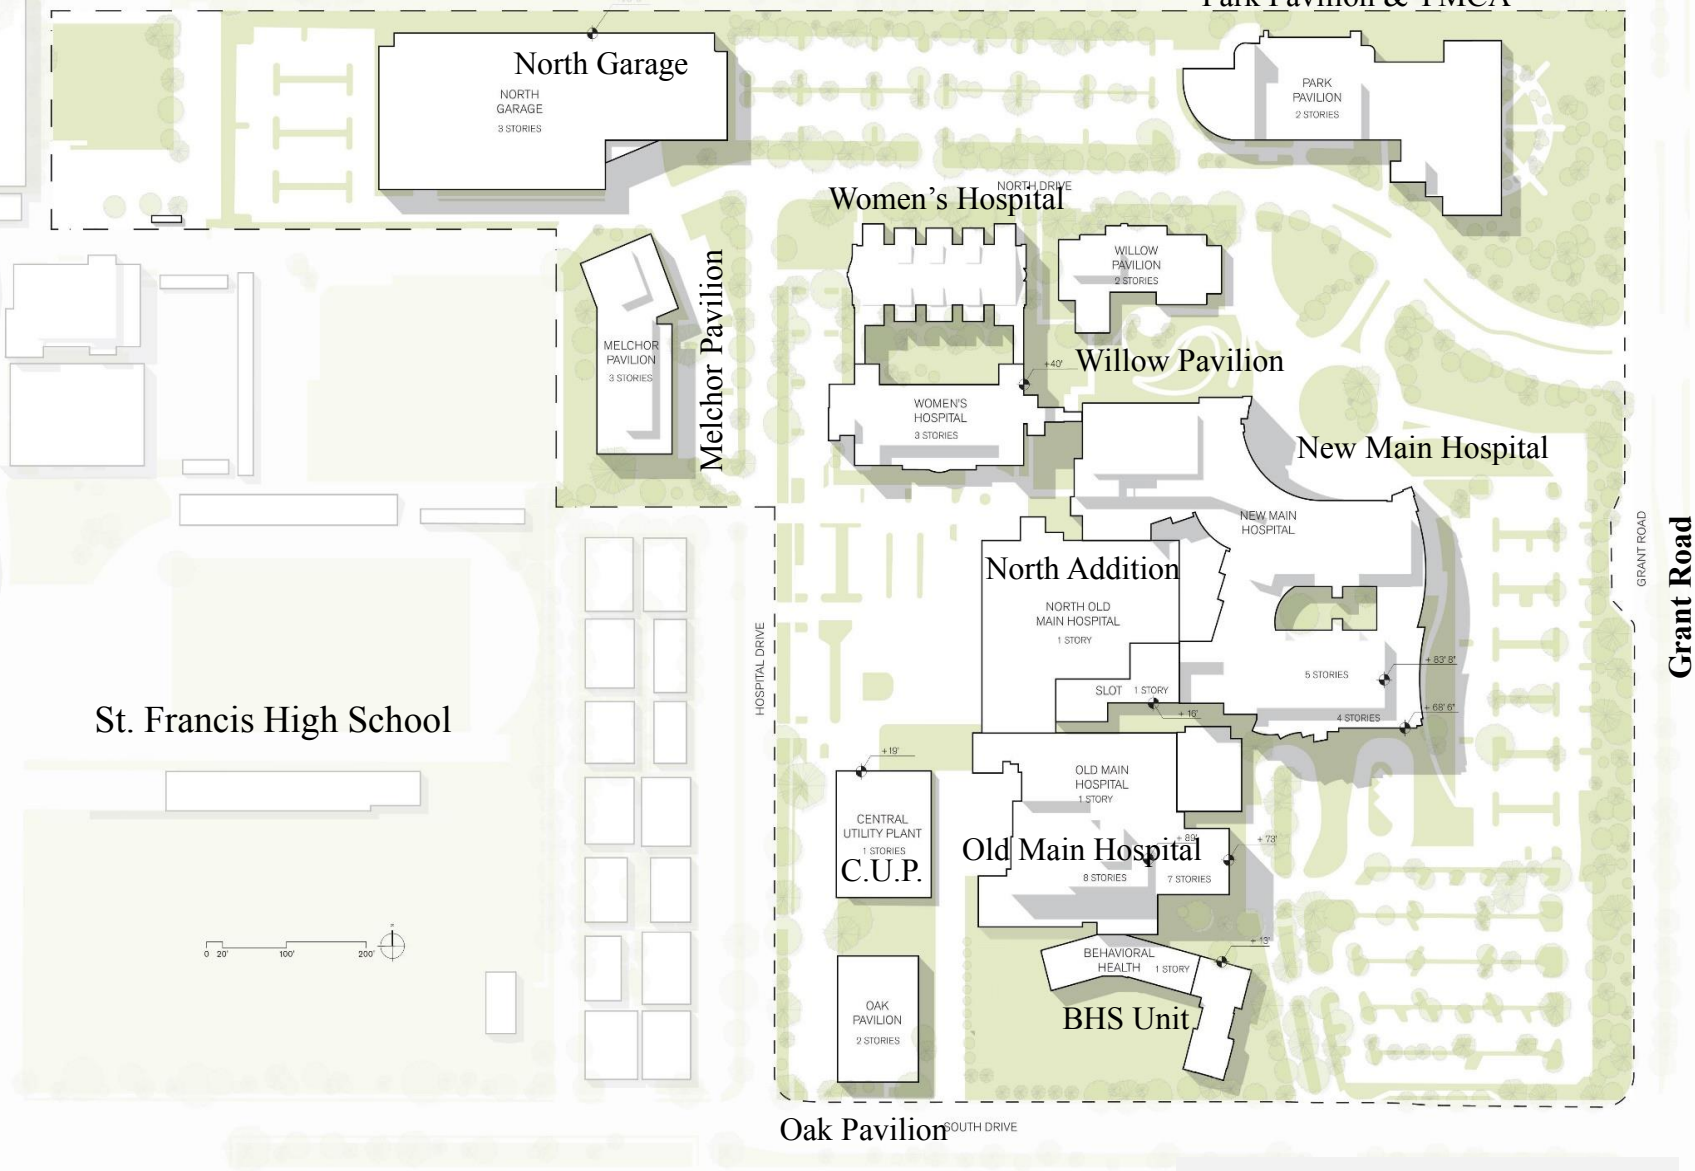 Park Pavilion & YMCA
North Garage
NORTH
GARAGE
3 STORIES
PARK
PAVILION
2 STORIES
Women's Hospital
NORTH DRIVE
WILLOW
PAVILION
2 STORIES
Melchor Pavilion
MELCHOR
PAVILION
3 STORIES
+40'
Willow Pavilion
WOMEN'S
HOSPITAL
3 STORIES
New Main Hospital
NEW MAIN
HOSPITAL
GRANT ROAD
Grant Road
North Addition
NORTH OLD
MAIN HOSPITAL
1 STORY
HOSPITAL DRIVE
5 STORIES
+ 83' 8"
SLOT 1 STORY
+ 16'
4 STORIES
+ 68' 6"
St. Francis High School
+19'
OLD MAIN
HOSPITAL
1 STORY
CENTRAL
UTILITY PLANT
1 STORIES
C.U.P.
Old Main Hospital
+ 89'
+ 73'
8 STORIES
7 STORIES
0 20' 100' 200'
BEHAVIORAL
HEALTH 1 STORY
+ 13'
OAK
PAVILION
2 STORIES
BHS Unit
Oak Pavilion
SOUTH DRIVE